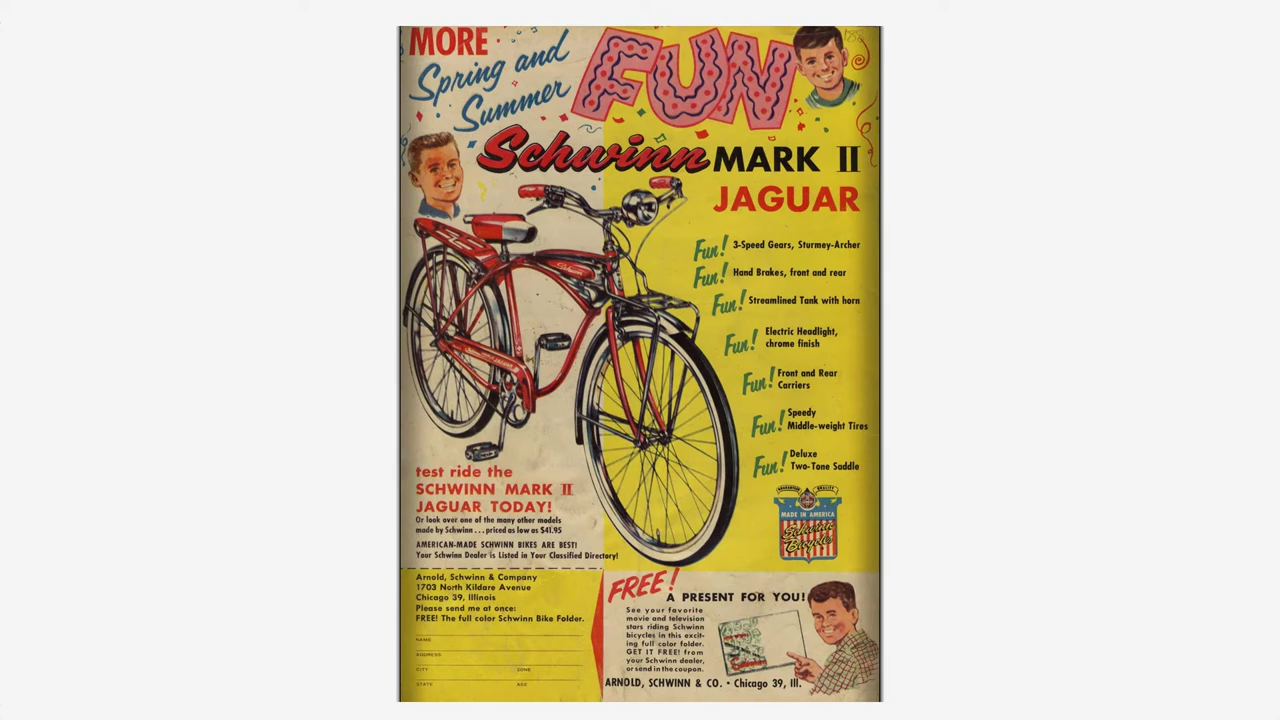 MORE
Spring and
Summer
FUN
Schwinn MARK II
JAGUAR
Fun! 3-Speed Gears, Sturmey-Archer
Fun! Hand Brakes, front and rear
Fun! Streamlined Tank with horn
Fun! Electric Headlight,
chrome finish
Fun! Front and Rear
Carriers
Fun! Speedy
Middle-weight Tires
Fun! Deluxe
Two-Tone Saddle
MADE IN AMERICA
Schwinn
Bicycles
Schwinn
test ride the
SCHWINN MARK II
JAGUAR TODAY!
Or look over one of the many other models
made by Schwinn . . . priced as low as $41.95
AMERICAN-MADE SCHWINN BIKES ARE BEST!
Your Schwinn Dealer is Listed in Your Classified Directory!
Arnold, Schwinn & Company
1703 North Kildare Avenue
Chicago 39, Illinois
Please send me at once:
FREE! The full color Schwinn Bike Folder.
NAME
ADDRESS
CITY ZONE
STATE AGE
FREE!
A PRESENT FOR YOU!
See your favorite
movie and television
stars riding Schwinn
bicycles in this excit-
ing full color folder.
GET IT FREE! from
your Schwinn dealer,
or send in the coupon.
ARNOLD, SCHWINN & CO. • Chicago 39, Ill.